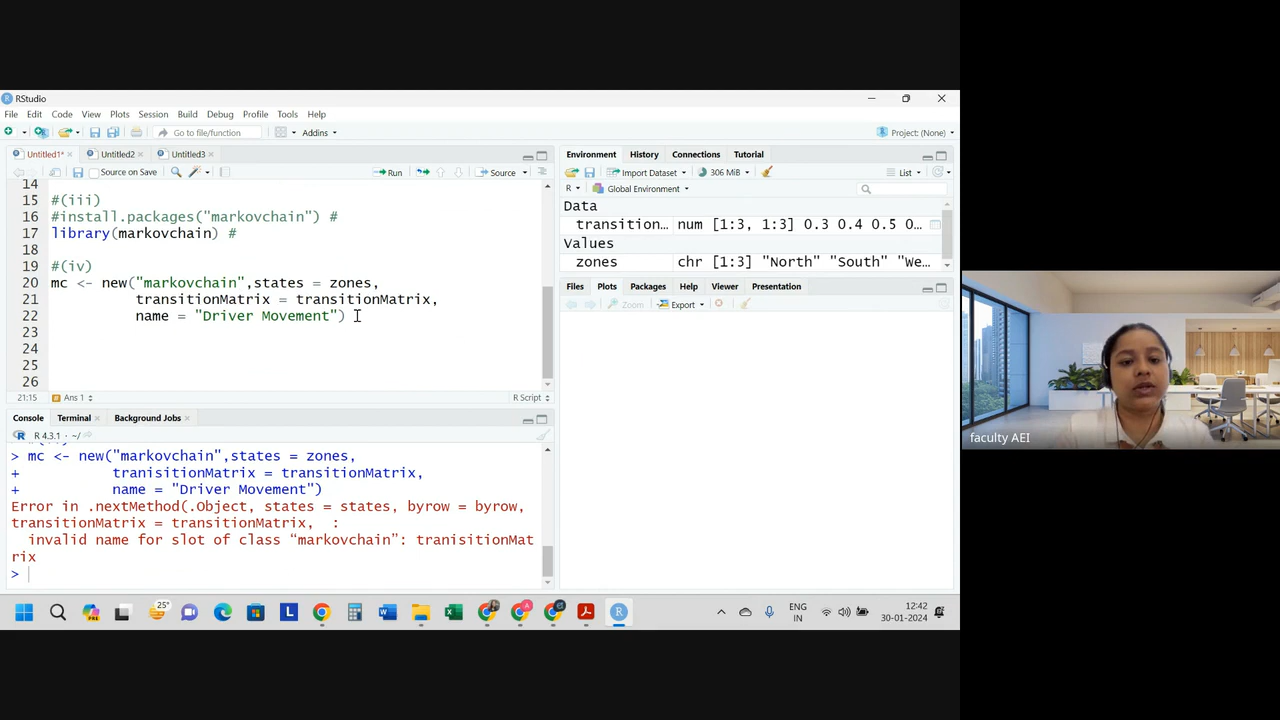 RStudio
File Edit Code View Plots Session Build Debug Profile Tools Help
Go to file/function Addins Project: (None)
Untitled1* Untitled2 Untitled3
Source on Save Run Source
14
15 #(iii)
16 #install.packages("markovchain") #
17 library(markovchain) #
18
19 #(iv)
20 mc <- new("markovchain",states = zones,
21 transitionMatrix = transitionMatrix,
22 name = "Driver Movement")
23
24
25
26
21:15 Ans 1 R Script
Console Terminal Background Jobs
R 4.3.1 · ~/
> mc <- new("markovchain",states = zones,
+ tranisitionMatrix = transitionMatrix,
+ name = "Driver Movement")
Error in .nextMethod(.Object, states = states, byrow = byrow,
transitionMatrix = transitionMatrix, :
invalid name for slot of class “markovchain”: tranisitionMat
rix
>
Environment History Connections Tutorial
Import Dataset 306 MiB List
R Global Environment
Data
transition… num [1:3, 1:3] 0.3 0.4 0.5 0…
Values
zones chr [1:3] "North" "South" "We…
Files Plots Packages Help Viewer Presentation
Zoom Export
faculty AEI
25°
ENG
IN
12:42
30-01-2024